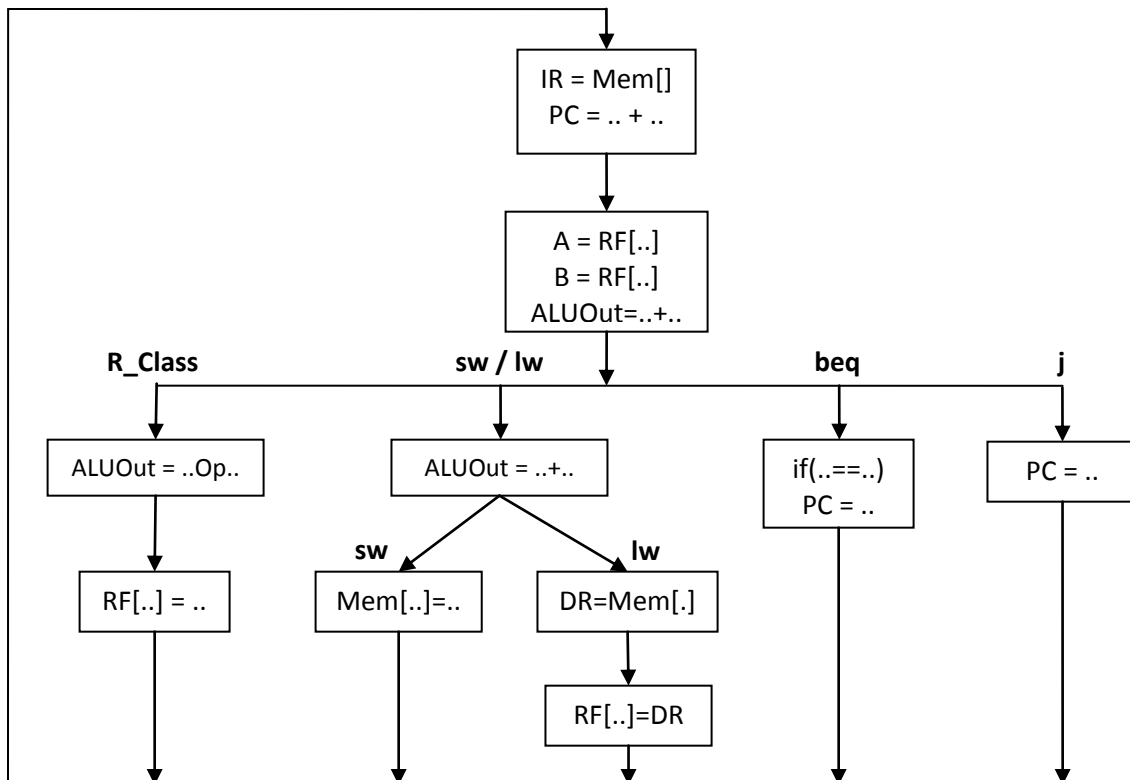 IR = Mem[]
PC = .. + ..
A = RF[..]
B = RF[..]
ALUOut=..+..
R_Class
sw / lw
beq
j
ALUOut = ..Op..
ALUOut = ..+..
if(..==..)
PC = ..
PC = ..
sw
lw
RF[..] = ..
Mem[..]=..
DR=Mem[.]
RF[..]=DR